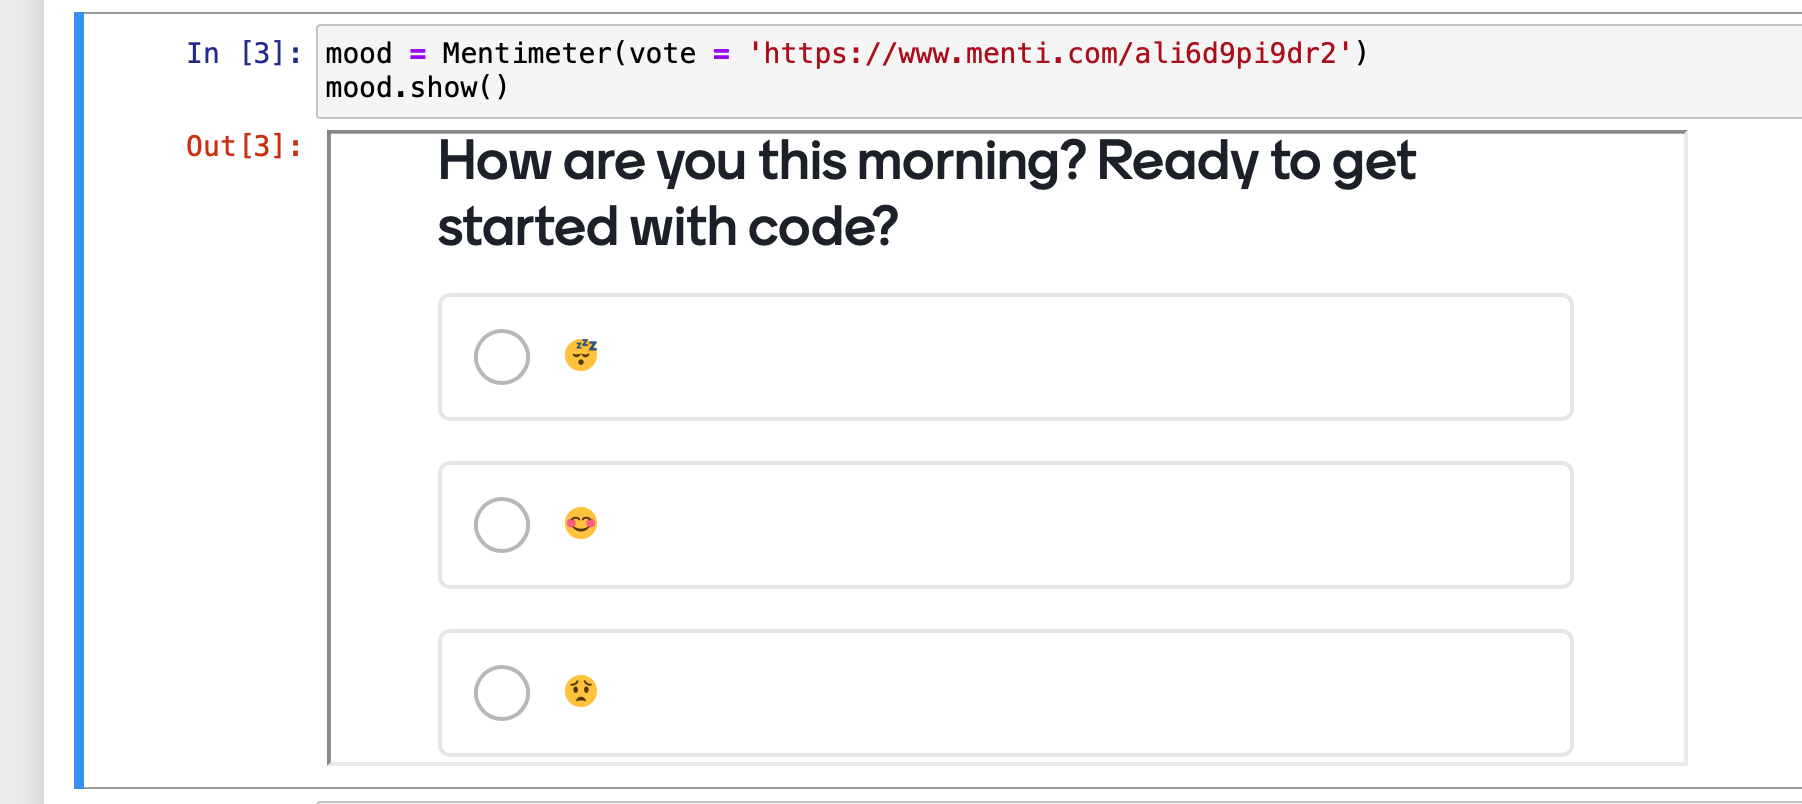 In [3]: mood = Mentimeter(vote = 'https://www.menti.com/ali6d9pi9dr2')
mood.show()
Out[3]:
How are you this morning? Ready to get
started with code?
😴
😊
😟